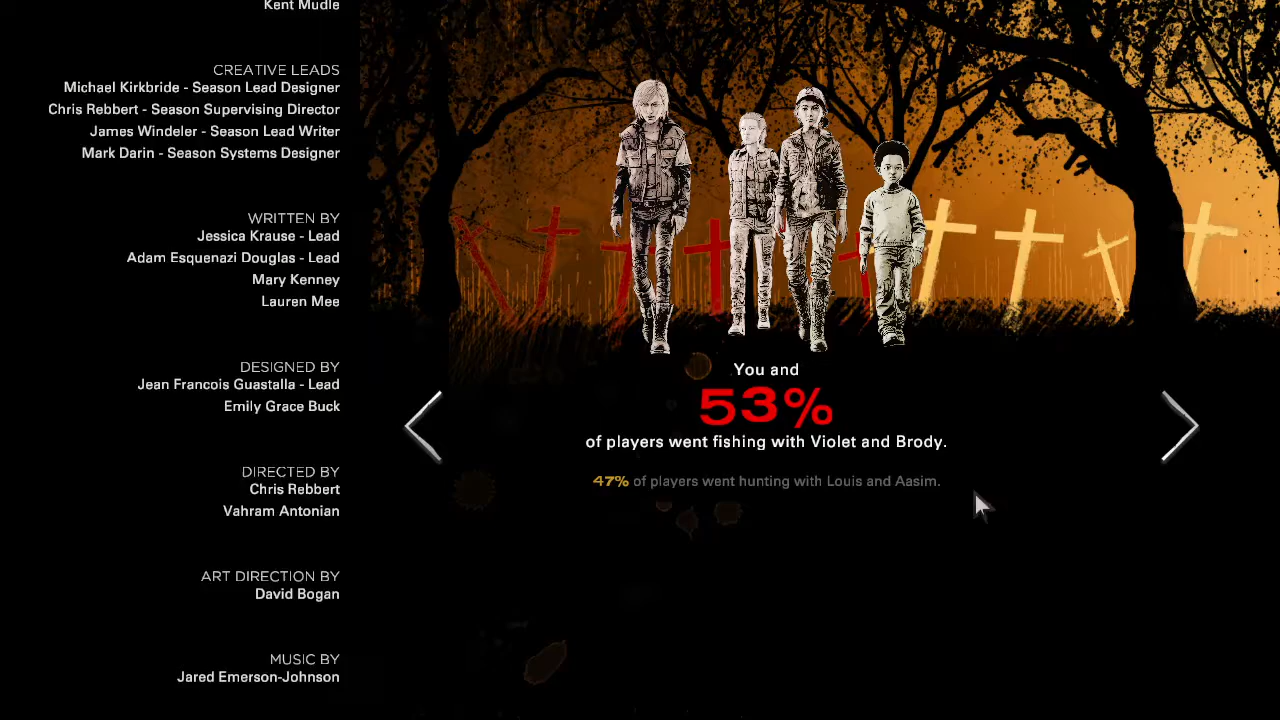 Kent Mudle
CREATIVE LEADS
Michael Kirkbride - Season Lead Designer
Chris Rebbert - Season Supervising Director
James Windeler - Season Lead Writer
Mark Darin - Season Systems Designer
WRITTEN BY
Jessica Krause - Lead
Adam Esquenazi Douglas - Lead
Mary Kenney
Lauren Mee
DESIGNED BY
Jean Francois Guastalla - Lead
Emily Grace Buck
DIRECTED BY
Chris Rebbert
Vahram Antonian
ART DIRECTION BY
David Bogan
MUSIC BY
Jared Emerson-Johnson
You and
53%
of players went fishing with Violet and Brody.
47% of players went hunting with Louis and Aasim.